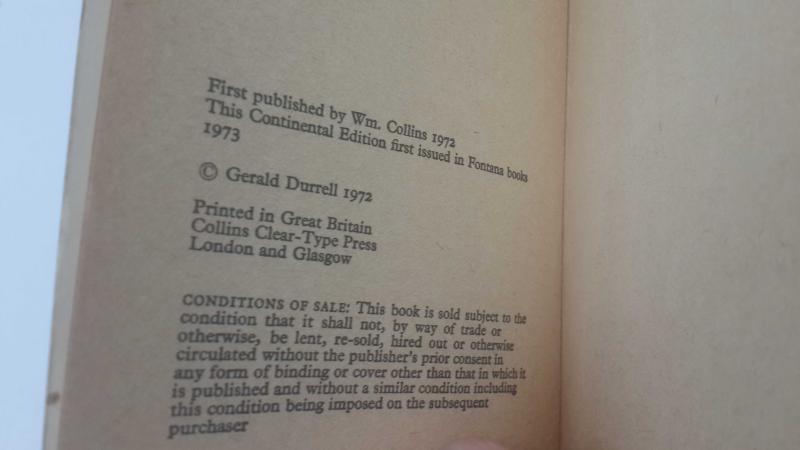 First published by Wm. Collins 1972
This Continental Edition first issued in Fontana books
1973
© Gerald Durrell 1972
Printed in Great Britain
Collins Clear-Type Press
London and Glasgow
CONDITIONS OF SALE: This book is sold subject to the
condition that it shall not, by way of trade or
otherwise, be lent, re-sold, hired out or otherwise
circulated without the publisher's prior consent in
any form of binding or cover other than that in which it
is published and without a similar condition including
this condition being imposed on the subsequent
purchaser